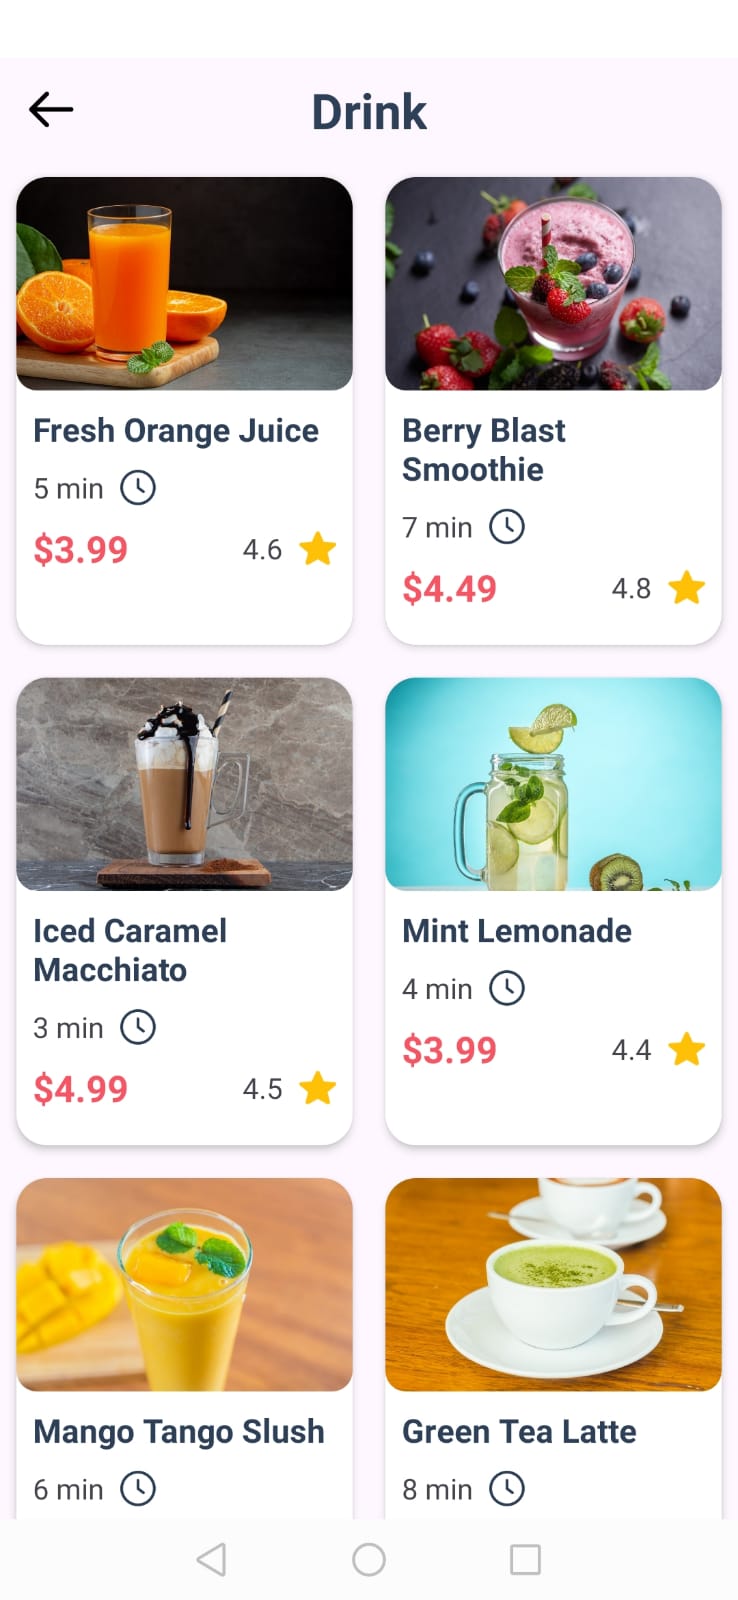 Drink
Fresh Orange Juice
5 min
$3.99 4.6
Berry Blast
Smoothie
7 min
$4.49 4.8
Iced Caramel
Macchiato
3 min
$4.99 4.5
Mint Lemonade
4 min
$3.99 4.4
Mango Tango Slush
6 min
Green Tea Latte
8 min